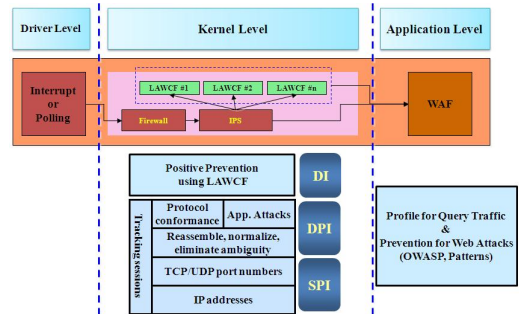 Driver Level
Kernel Level
Application Level
Interrupt
or
Polling
LAWCF #1
LAWCF #2
LAWCF #n
Firewall
IPS
WAF
Positive Prevention
using LAWCF
DI
Tracking sessions
Protocol
conformance
App. Attacks
Reassemble, normalize,
eliminate ambiguity
DPI
TCP/UDP port numbers
IP addresses
SPI
Profile for Query Traffic
&
Prevention for Web Attacks
(OWASP, Patterns)